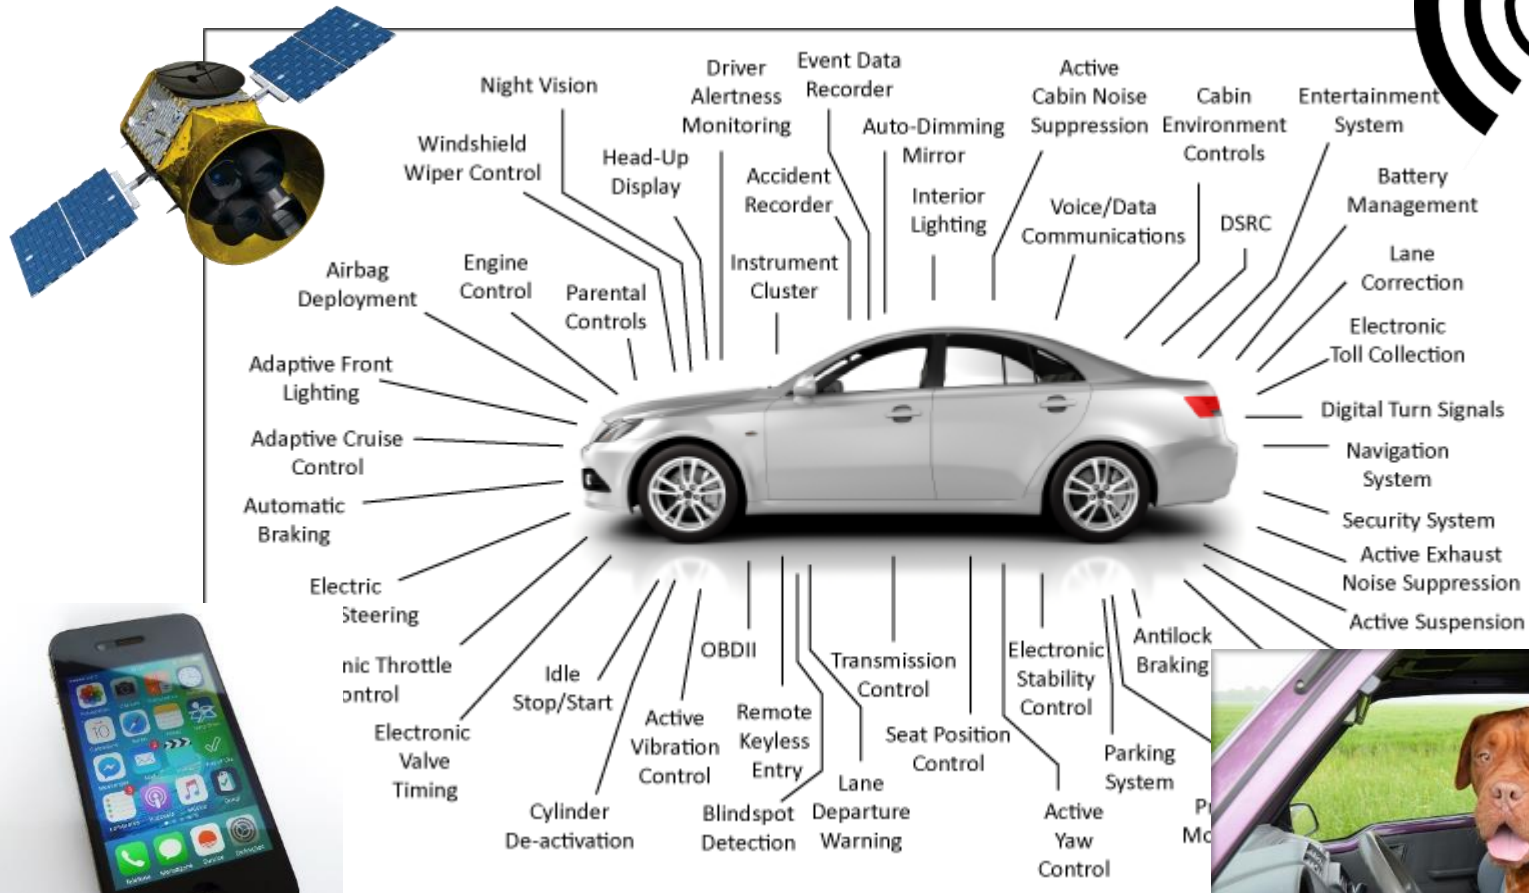 Night Vision
Driver
Alertness
Monitoring
Event Data
Recorder
Active
Cabin Noise
Suppression
Cabin
Environment
Controls
Entertainment
System
Windshield
Wiper Control
Head-Up
Display
Accident
Recorder
Auto-Dimming
Mirror
Interior
Lighting
Voice/Data
Communications
DSRC
Battery
Management
Airbag
Deployment
Engine
Control
Parental
Controls
Instrument
Cluster
Lane
Correction
Electronic
Toll Collection
Adaptive Front
Lighting
Digital Turn Signals
Adaptive Cruise
Control
Navigation
System
Automatic
Braking
Security System
Active Exhaust
Noise Suppression
Electric
Steering
Active Suspension
nic Throttle
ontrol
Idle
Stop/Start
OBDII
Transmission
Control
Electronic
Stability
Control
Antilock
Braking
Electronic
Valve
Timing
Active
Vibration
Control
Remote
Keyless
Entry
Seat Position
Control
Parking
System
Cylinder
De-activation
Blindspot
Detection
Lane
Departure
Warning
Active
Yaw
Control